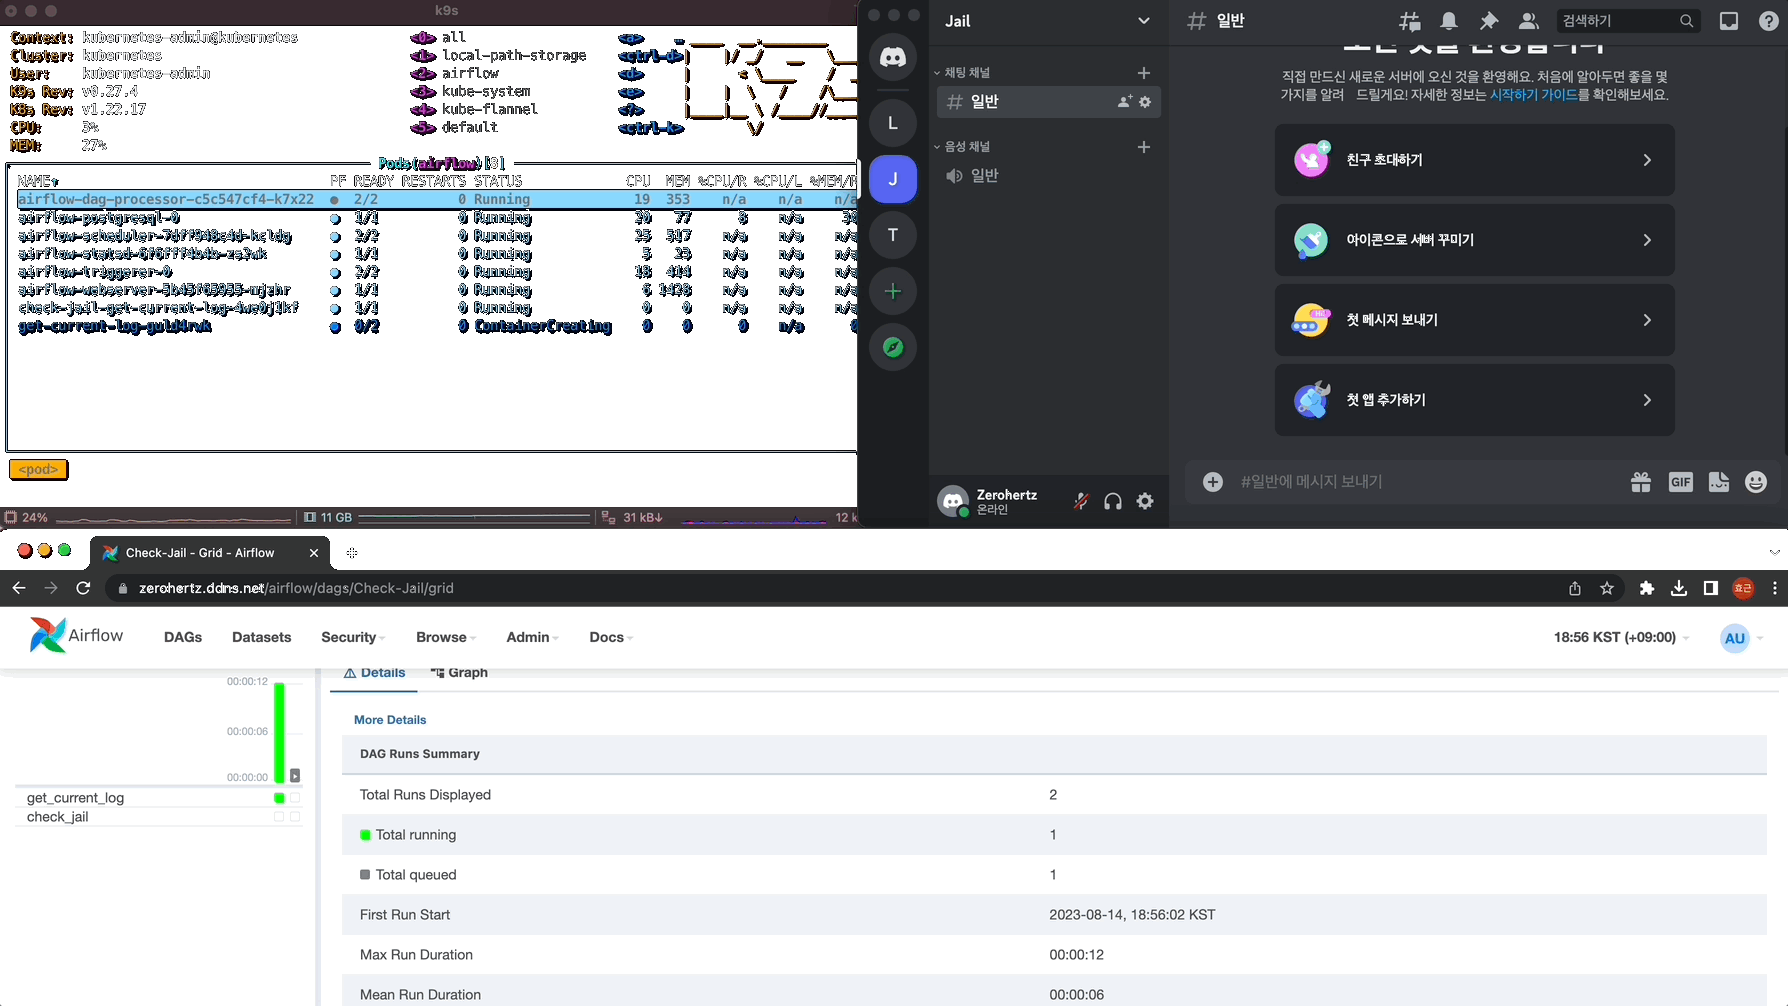 k9s
Context: kubernetes-admin@kubernetes
Cluster: kubernetes
User: kubernetes-admin
K9s Rev: v0.27.4
K8s Rev: v1.22.17
CPU: 3%
MEM: 27%
<0> all
<1> local-path-storage
<2> airflow
<3> kube-system
<4> kube-flannel
<5> default
<a>
<ctrl-d>
<d>
<e>
<?>
<ctrl-k>
Pods(airflow)[8]
NAME↑ PF READY RESTARTS STATUS CPU MEM %CPU/R %CPU/L %MEM/R
airflow-dag-processor-c5c547cf4-k7x22 ● 2/2 0 Running 19 353 n/a n/a n/a
airflow-postgresql-0 ● 1/1 0 Running 20 77 8 n/a 30
airflow-scheduler-7dff948c4d-kcldg ● 2/2 0 Running 25 517 n/a n/a n/a
airflow-statsd-6f6fff4b4b-zs2wk ● 1/1 0 Running 5 23 n/a n/a n/a
airflow-triggerer-0 ● 2/2 0 Running 18 414 n/a n/a n/a
● 1/1 0 Running 6 1428 n/a n/a n/a
check-jail-get-current-log-4we0j1kf ● 1/1 0 Running 0 0 n/a n/a n/a
get-current-log-guld4rwk ● 0/2 0 ContainerCreating 0 0 0 n/a 0
<pod>
24% 11 GB 31 kB↓ 12 k
Jail
채팅 채널
일반
음성 채널
일반
L
J
T
Zerohertz
온라인
# 일반
검색하기
직접 만드신 새로운 서버에 오신 것을 환영해요. 처음에 알아두면 좋을 몇
가지를 알려 드릴게요! 자세한 정보는 시작하기 가이드를 확인해보세요.
친구 초대하기
아이콘으로 서버 꾸미기
첫 메시지 보내기
첫 앱 추가하기
#일반에 메시지 보내기
GIF
Check-Jail - Grid - Airflow
zerohertz.ddns.net/airflow/dags/Check-Jail/grid
효근
Airflow
DAGs
Datasets
Security
Browse
Admin
Docs
18:56 KST (+09:00)
AU
00:00:12
00:00:06
00:00:00
get_current_log
check_jail
Details
Graph
More Details
DAG Runs Summary
Total Runs Displayed 2
Total running 1
Total queued 1
First Run Start 2023-08-14, 18:56:02 KST
Max Run Duration 00:00:12
Mean Run Duration 00:00:06